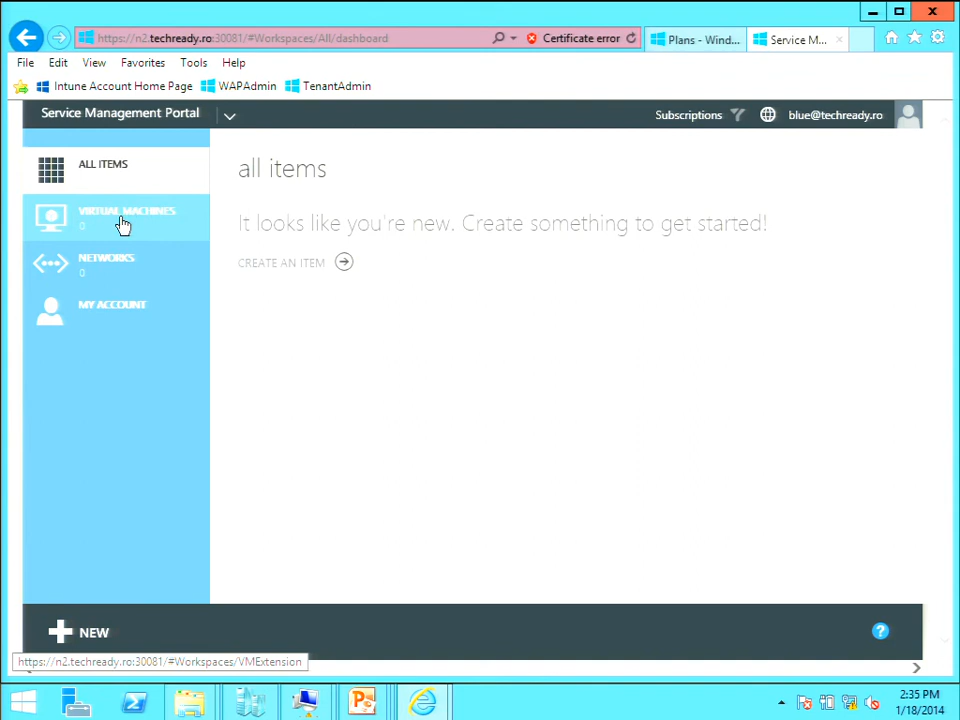 https://n2.techready.ro:30081/#Workspaces/All/dashboard
Certificate error
Plans - Wind...
Service M...
File Edit View Favorites Tools Help
Intune Account Home Page WAPAdmin TenantAdmin
Service Management Portal
Subscriptions
blue@techready.ro
ALL ITEMS
VIRTUAL MACHINES
0
NETWORKS
0
MY ACCOUNT
all items
It looks like you're new. Create something to get started!
CREATE AN ITEM
NEW
?
https://n2.techready.ro:30081/#Workspaces/VMExtension
2:35 PM
1/18/2014